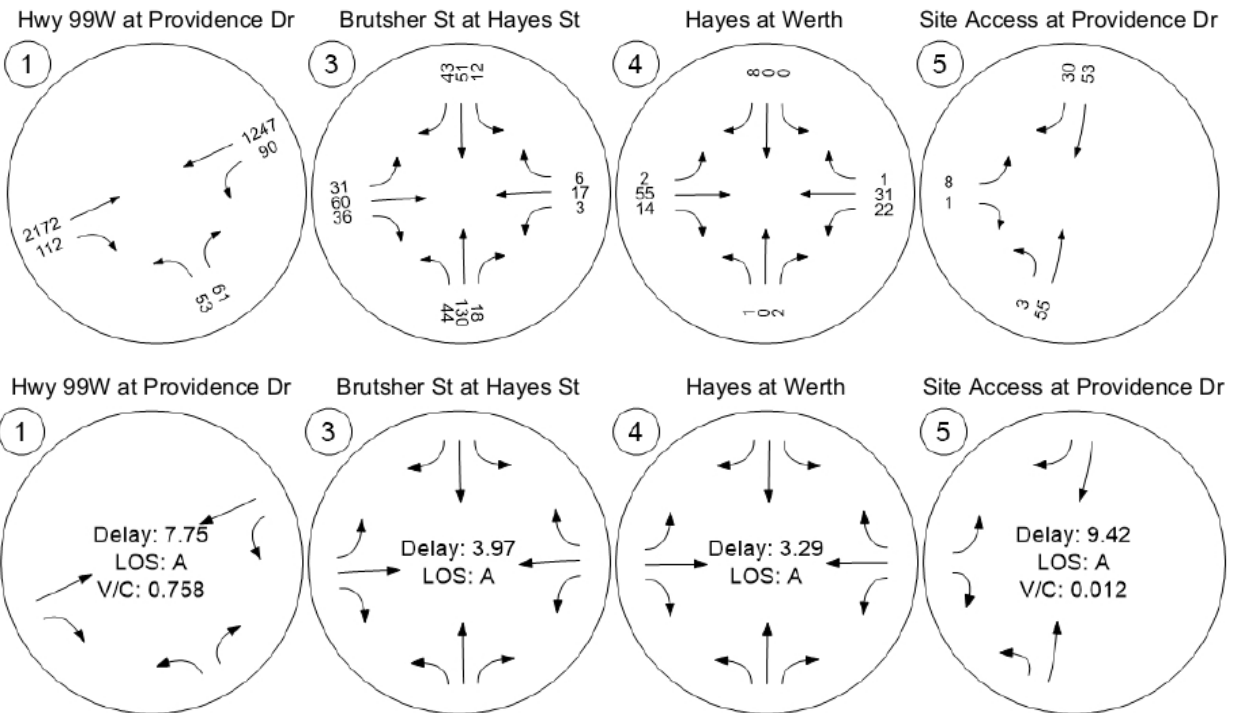 Hwy 99W at Providence Dr
1
1247
90
2172
112
53
61
Brutsher St at Hayes St
3
43
51
12
31
60
36
6
17
3
44
130
18
Hayes at Werth
4
8
0
0
2
55
14
1
31
22
1
0
2
Site Access at Providence Dr
5
30
53
8
1
3
55
Hwy 99W at Providence Dr
1
Delay: 7.75
LOS: A
V/C: 0.758
Brutsher St at Hayes St
3
Delay: 3.97
LOS: A
Hayes at Werth
4
Delay: 3.29
LOS: A
Site Access at Providence Dr
5
Delay: 9.42
LOS: A
V/C: 0.012